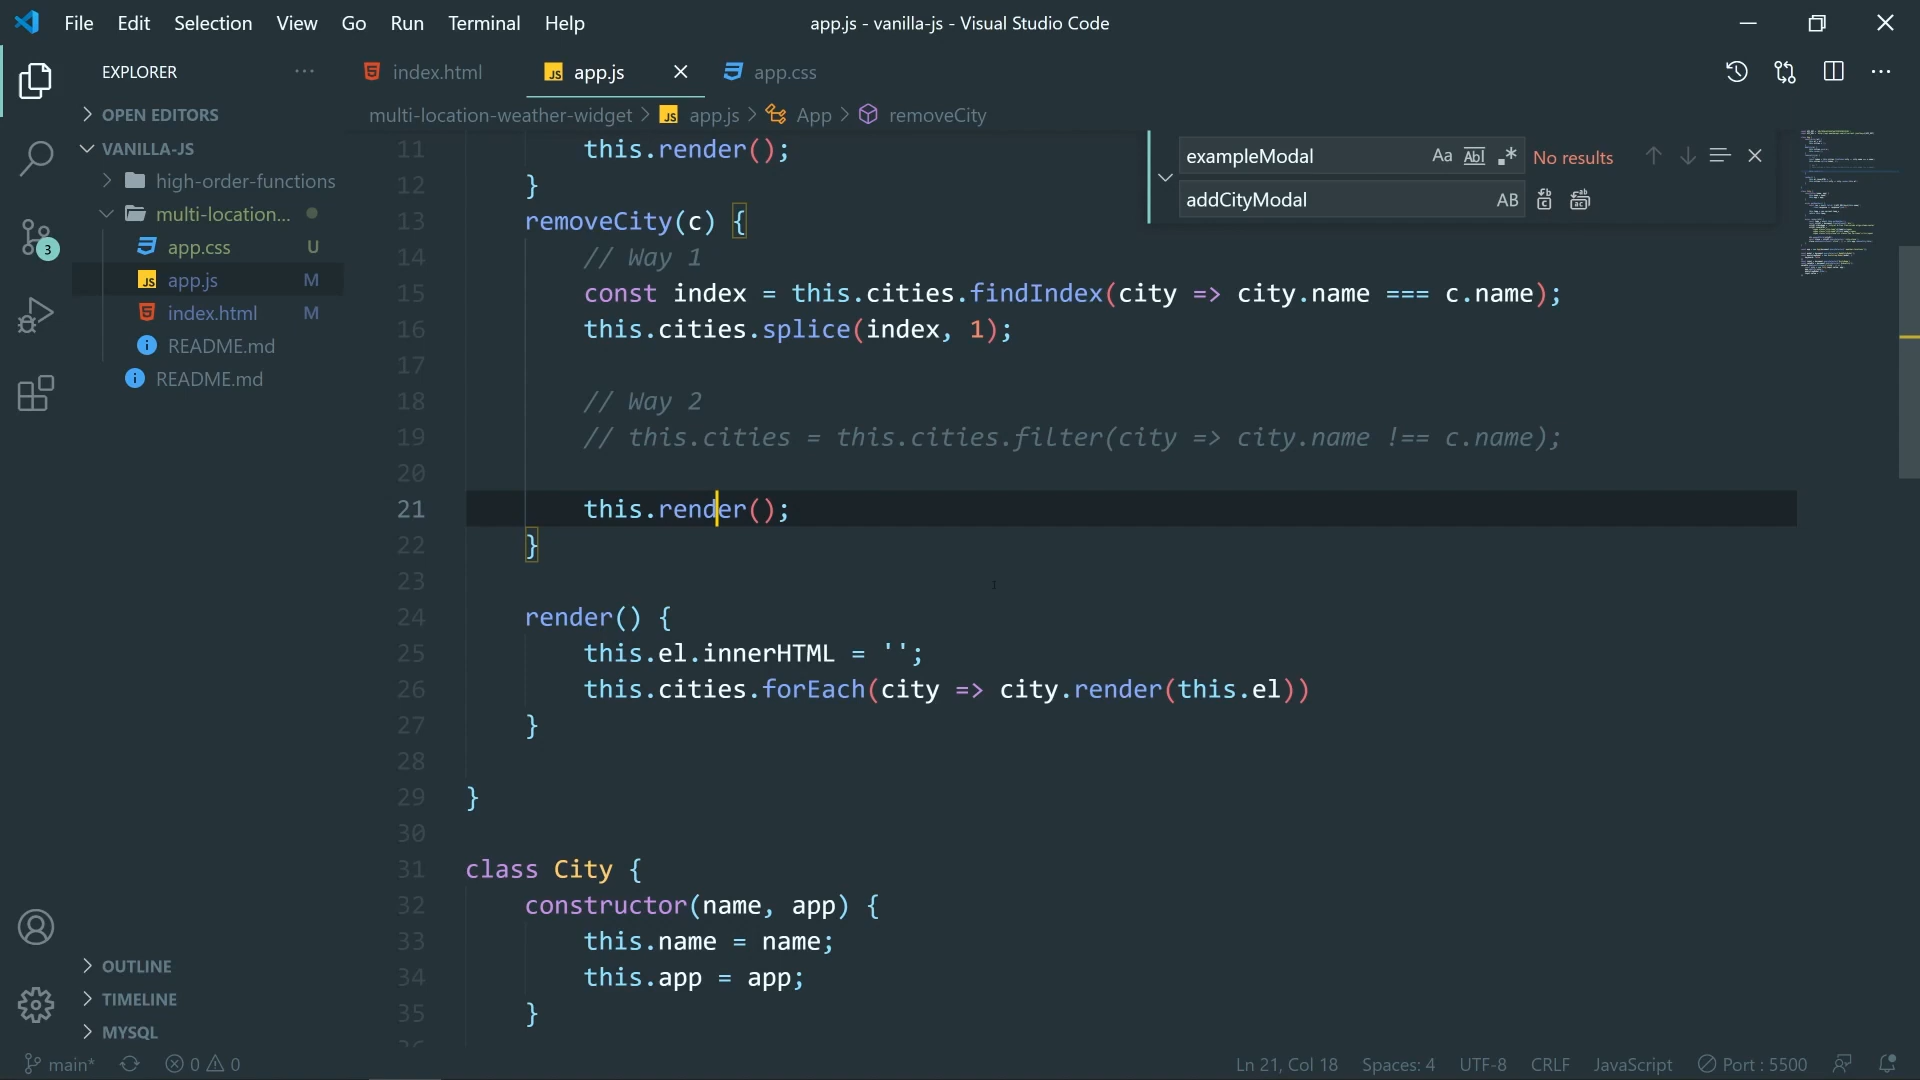 File Edit Selection View Go Run Terminal Help
app.js - vanilla-js - Visual Studio Code
EXPLORER
index.html
JS app.js
app.css
OPEN EDITORS
VANILLA-JS
high-order-functions
multi-location...
app.css U
JS app.js M
index.html M
README.md
README.md
3
OUTLINE
TIMELINE
MYSQL
multi-location-weather-widget > JS app.js > App > removeCity
exampleModal Aa Abl .* No results
addCityModal AB
11 this.render();
12 }
13 removeCity(c) {
14 // Way 1
15 const index = this.cities.findIndex(city => city.name === c.name);
16 this.cities.splice(index, 1);
17
18 // Way 2
19 // this.cities = this.cities.filter(city => city.name !== c.name);
20
21 this.render();
22 }
23
24 render() {
25 this.el.innerHTML = '';
26 this.cities.forEach(city => city.render(this.el))
27 }
28
29 }
30
31 class City {
32 constructor(name, app) {
33 this.name = name;
34 this.app = app;
35 }
main* 0 0
Ln 21, Col 18 Spaces: 4 UTF-8 CRLF JavaScript Port : 5500